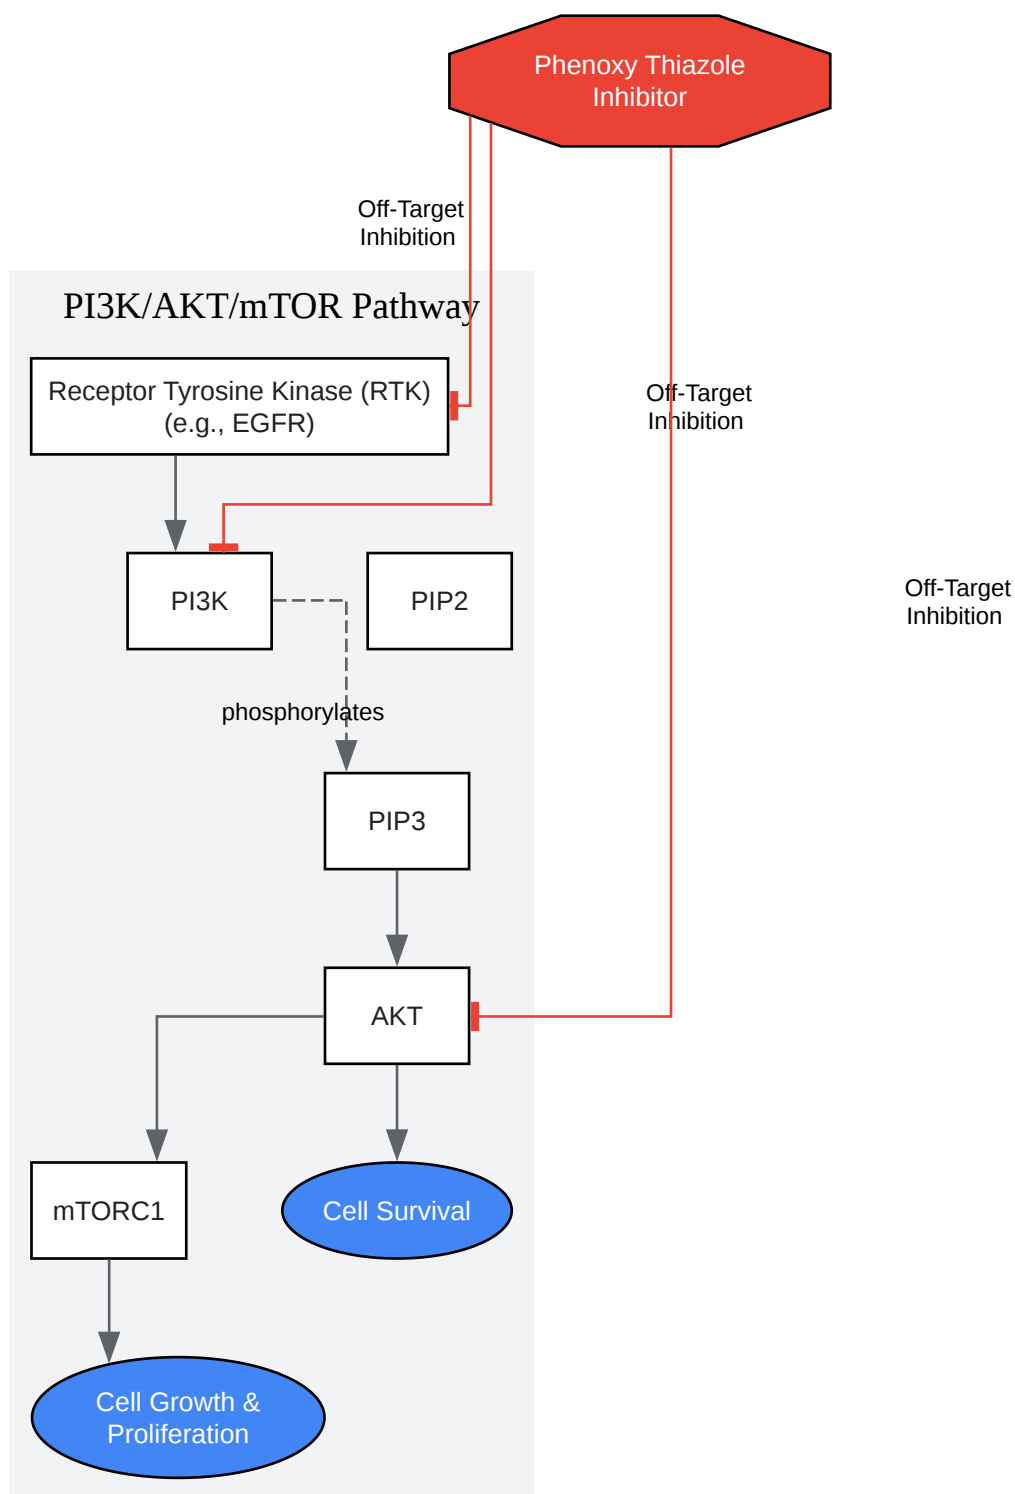 Phenoxy Thiazole
Inhibitor
Off-Target
Inhibition
PI3K/AKT/mTOR Pathway
Receptor Tyrosine Kinase (RTK)
(e.g., EGFR)
Off-Target
Inhibition
PI3K
PIP2
Off-Target
Inhibition
phosphorylates
PIP3
AKT
mTORC1
Cell Survival
Cell Growth &
Proliferation